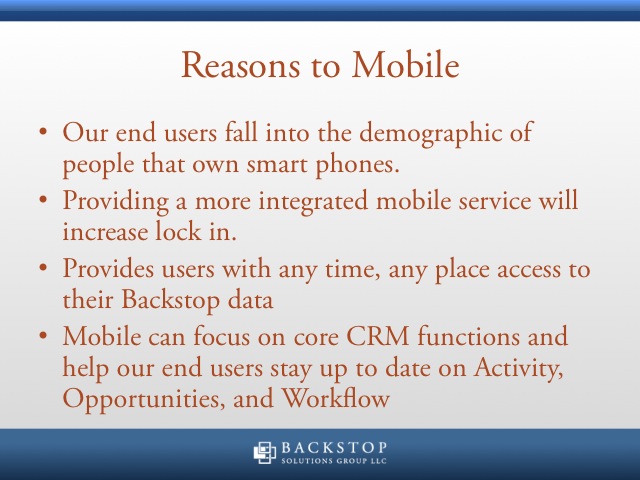 Reasons to Mobile
• Our end users fall into the demographic of
people that own smart phones.
• Providing a more integrated mobile service will
increase lock in.
• Provides users with any time, any place access to
their Backstop data
• Mobile can focus on core CRM functions and
help our end users stay up to date on Activity,
Opportunities, and Workflow
BACKSTOP
SOLUTIONS GROUP LLC